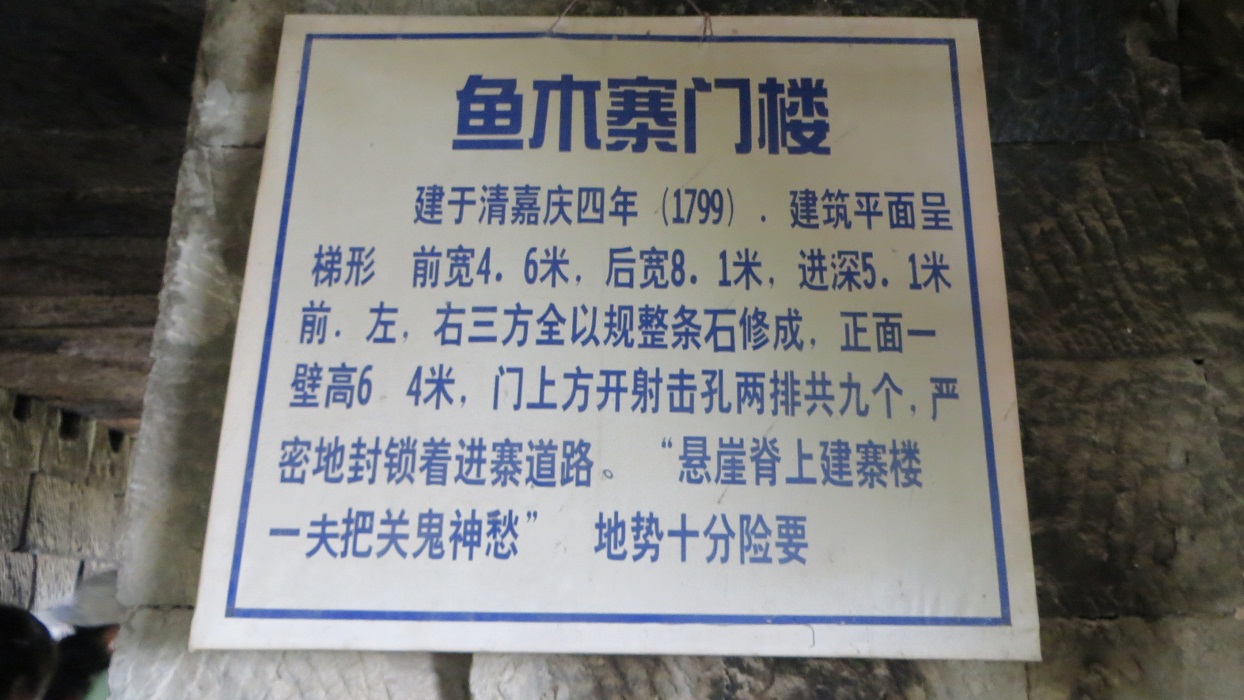 鱼木寨门楼
建于清嘉庆四年（1799）.建筑平面呈
梯形 前宽4.6米，后宽8.1米，进深5.1米
前.左，右三方全以规整条石修成，正面一
壁高6 4米，门上方开射击孔两排共九个，严
密地封锁着进寨道路。“悬崖脊上建寨楼
一夫把关鬼神愁” 地势十分险要